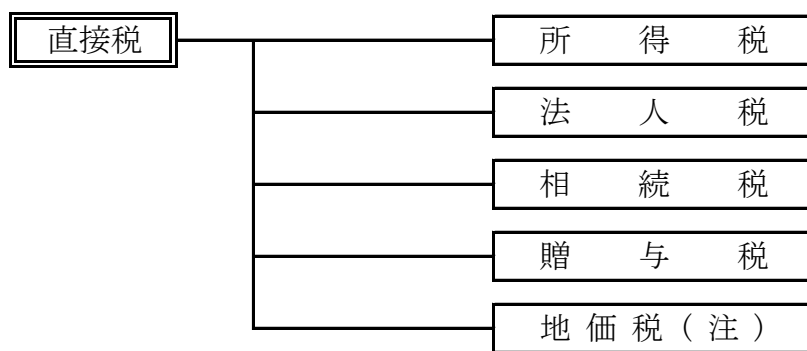 直接税
所得税
法人税
相続税
贈与税
地価税(注)